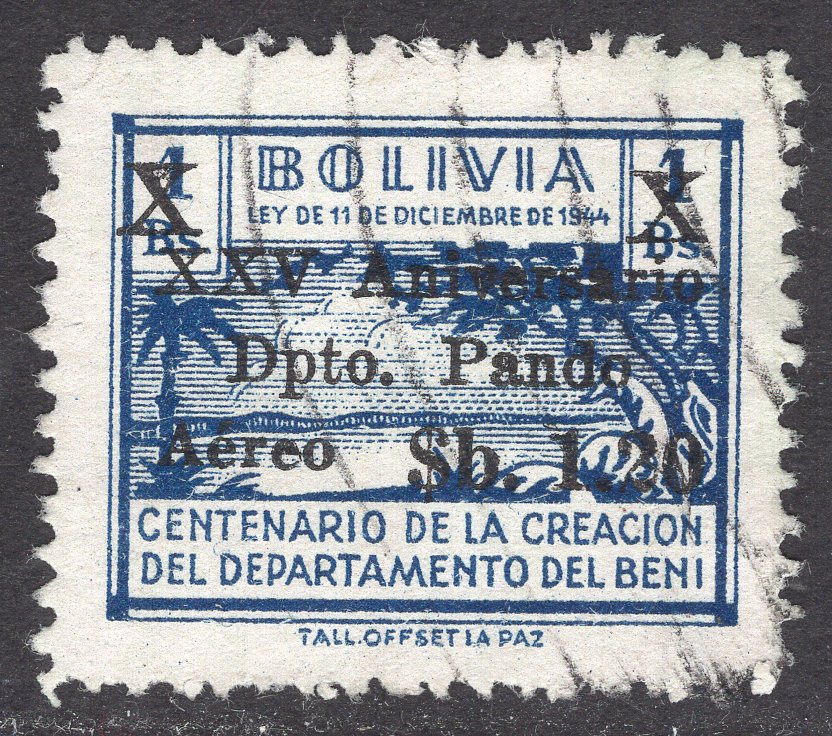 1 BOLIVIA 1
LEY DE 11 DE DICIEMBRE DE 1944
X X
Bs Bs
XXV Aniversario
Dpto. Pando
Aéreo $b. 1.20
CENTENARIO DE LA CREACION
DEL DEPARTAMENTO DEL BENI
TALL. OFFSET LA PAZ